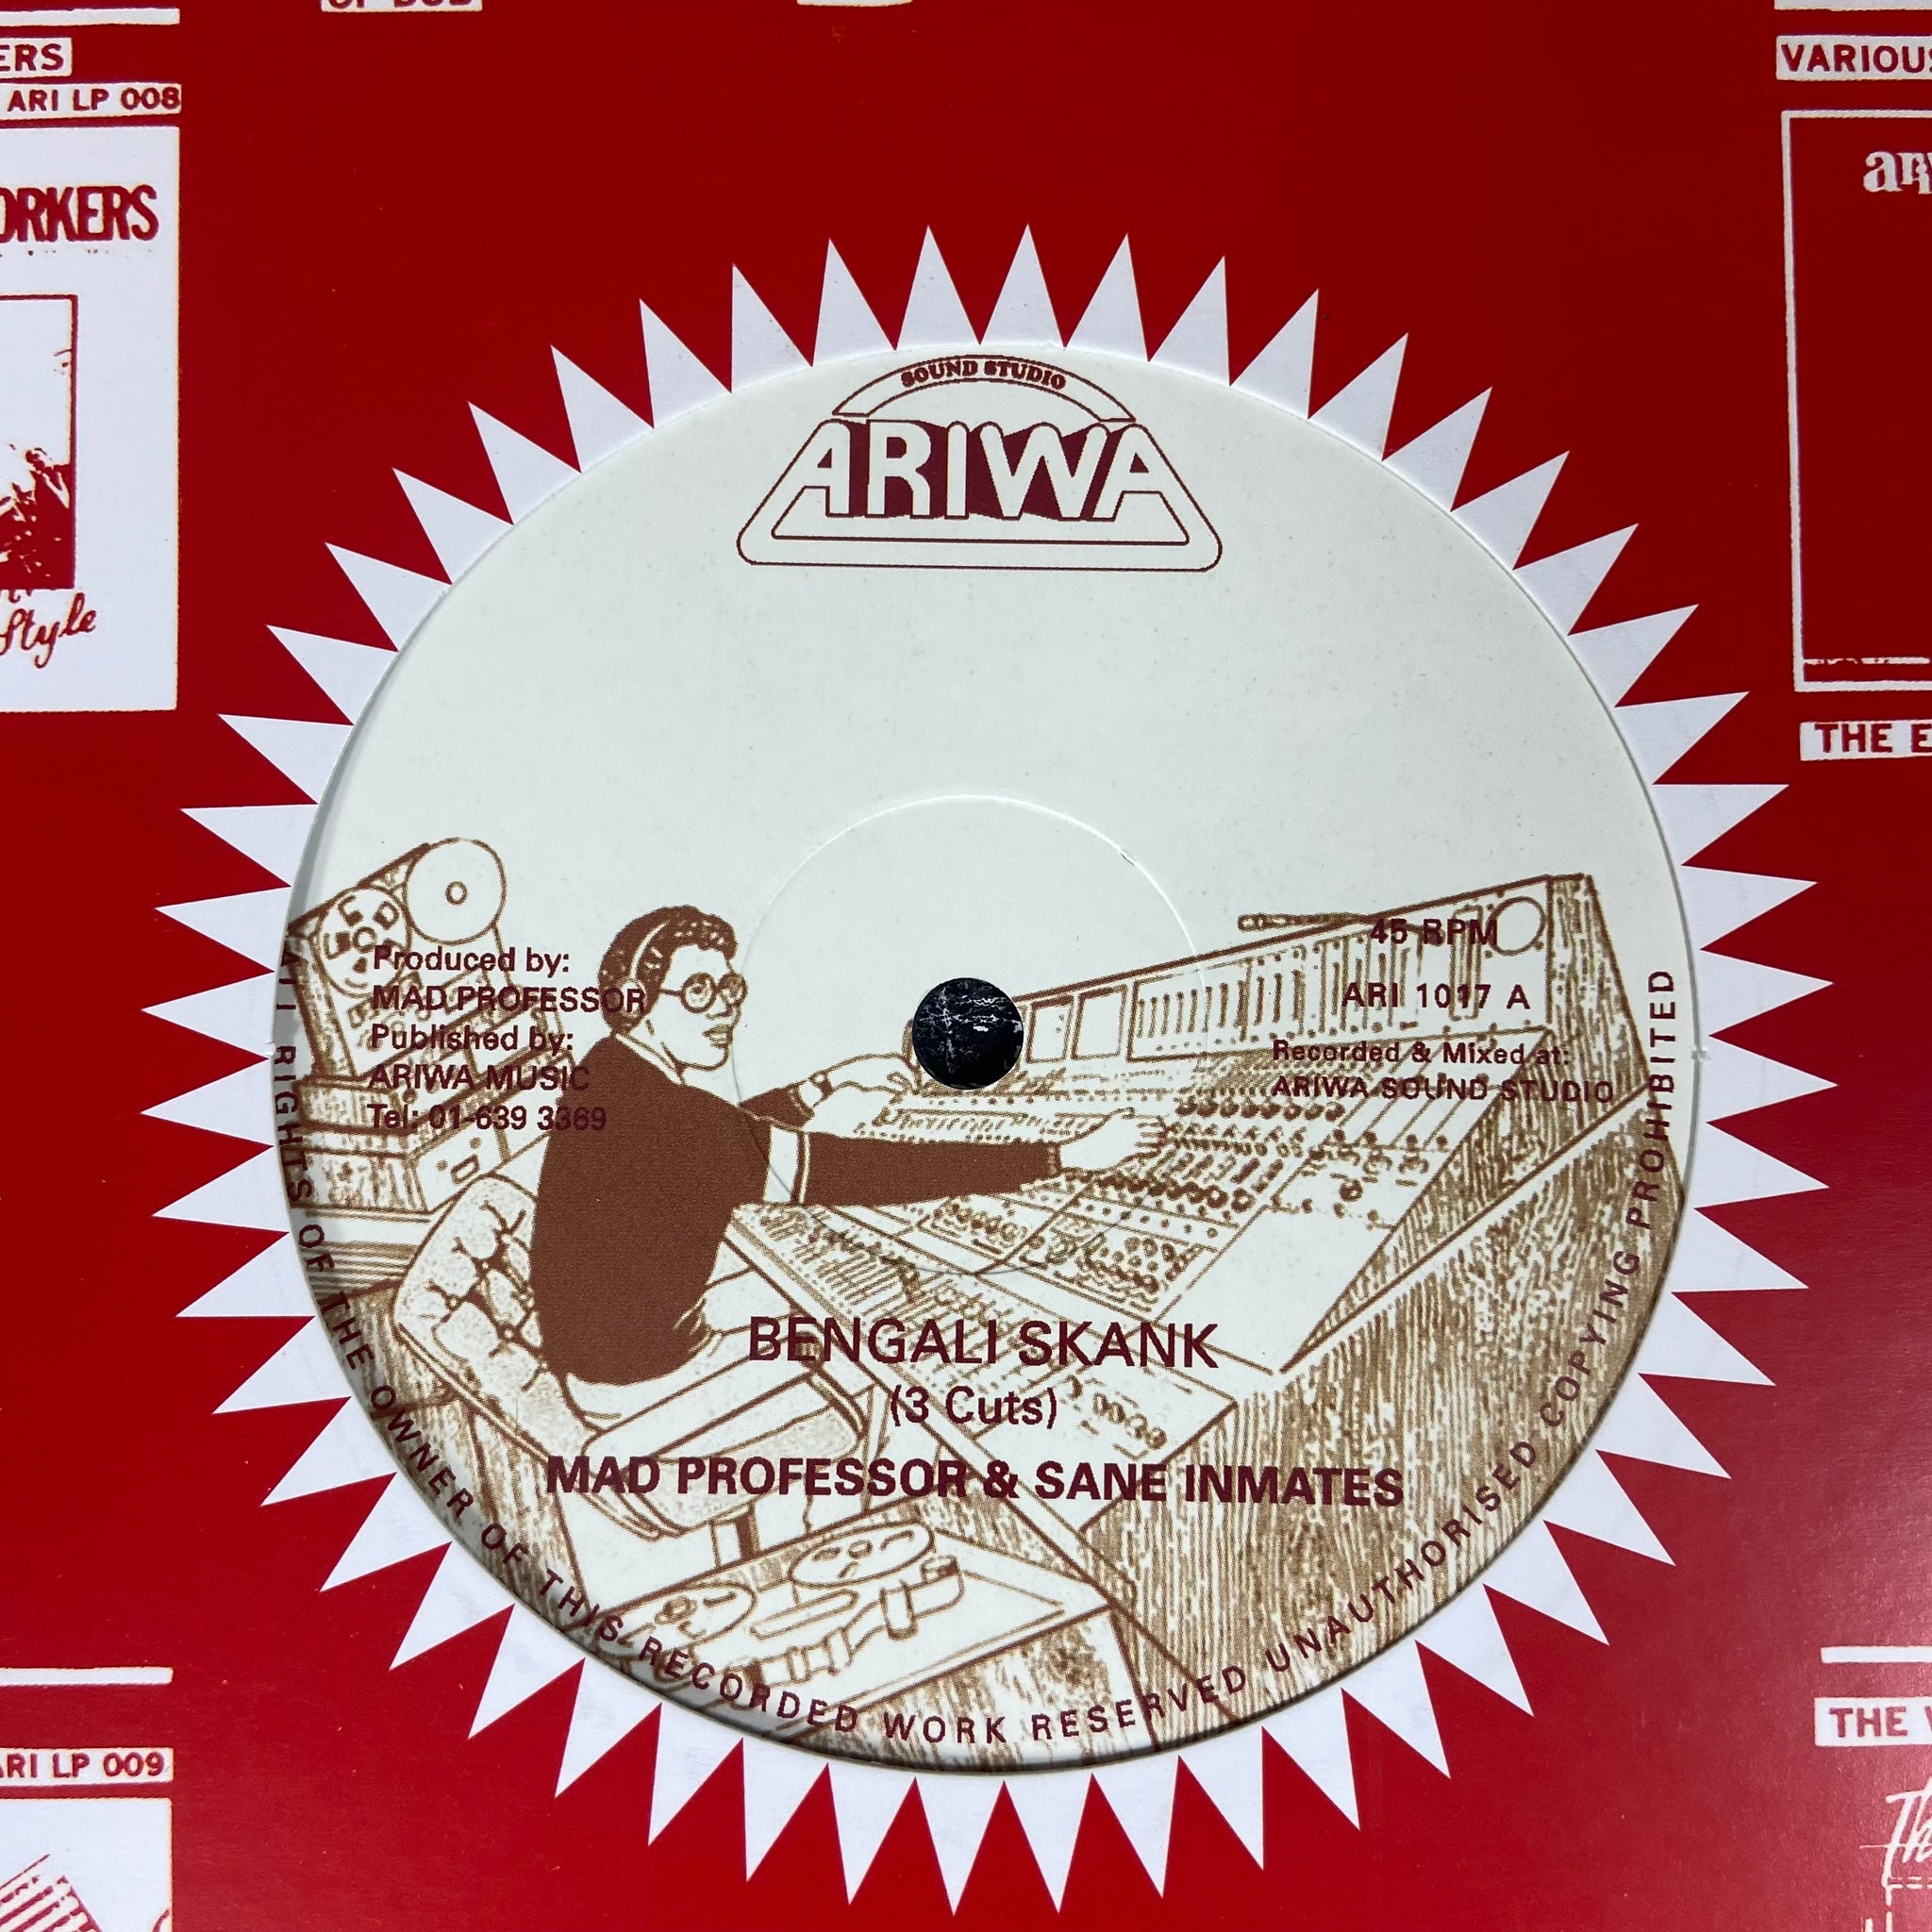 ERS
ARI LP 008
ORKERS
Style
ARI LP 009
VARIOUS
THE E
THE
SOUND STUDIO
ARIWA
Produced by:
MAD PROFESSOR
Published by:
ARIWA MUSIC
Tel: 01-639 3369
45 RPM
ARI 1017 A
Recorded & Mixed at:
ARIWA SOUND STUDIO
BENGALI SKANK
(3 Cuts)
MAD PROFESSOR & SANE INMATES
ALL RIGHTS OF THE OWNER OF THIS RECORDED WORK RESERVED UNAUTHORISED COPYING PROHIBITED